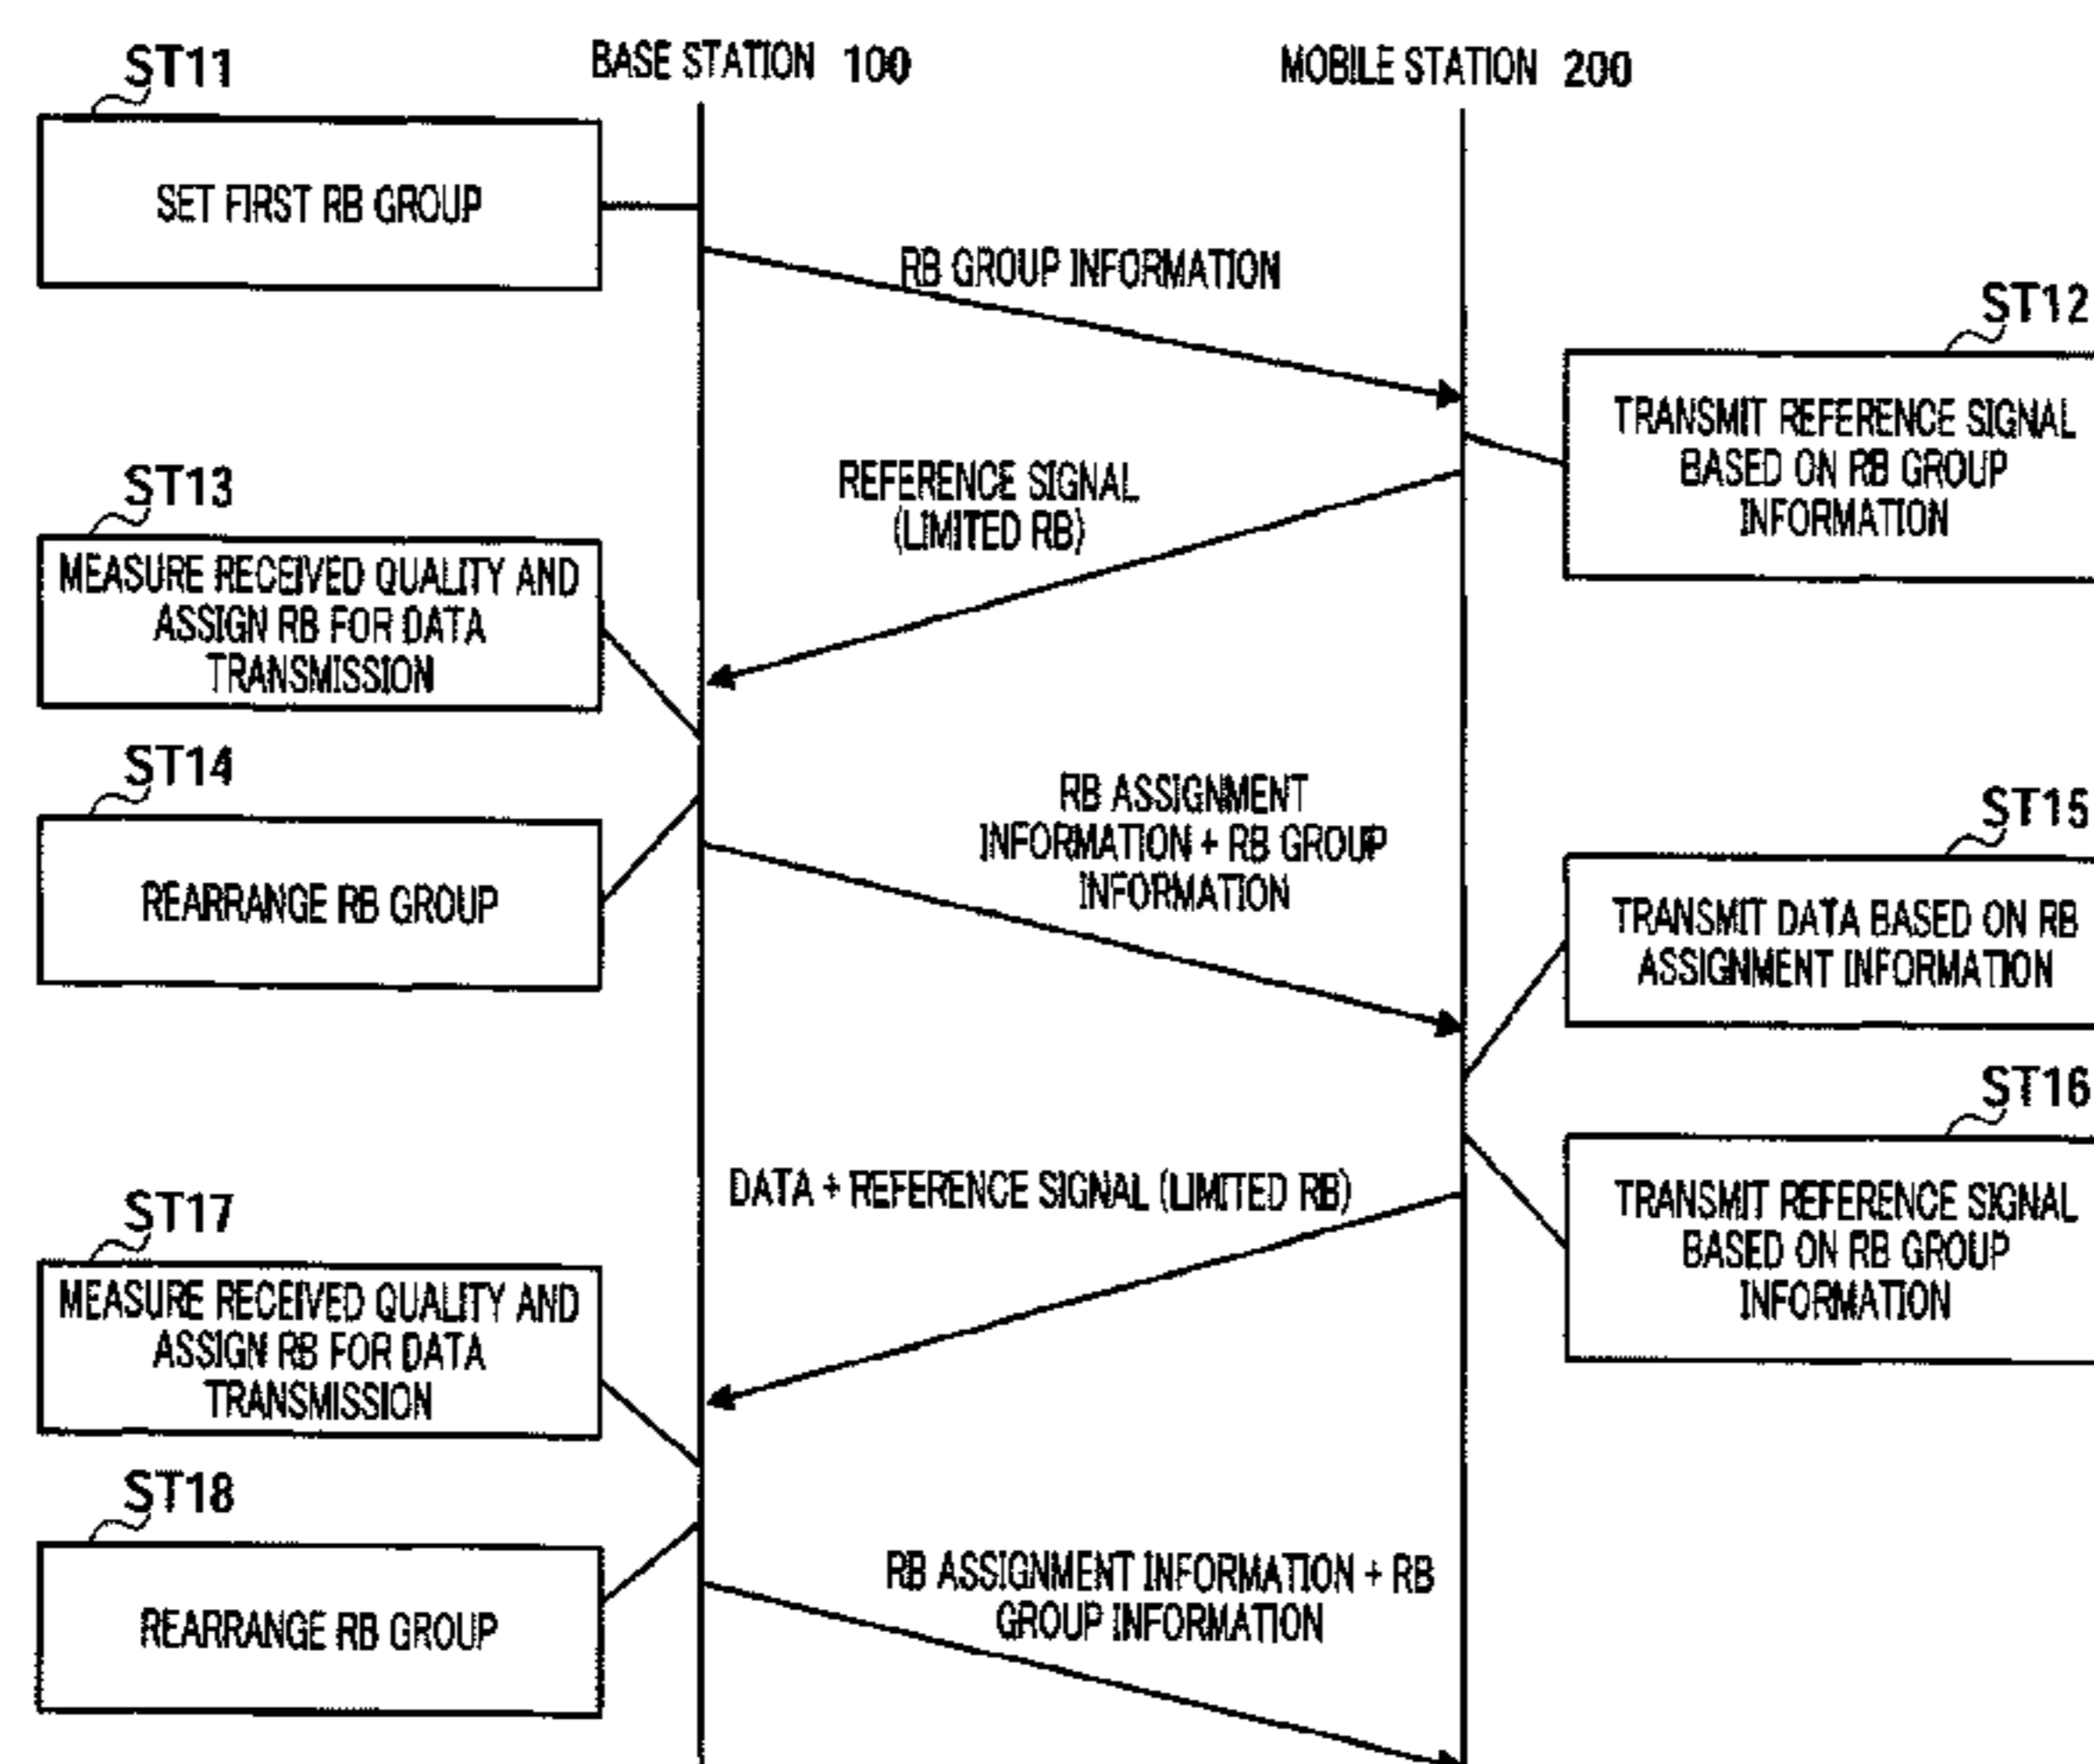 BASE STATION 100
MOBILE STATION 200
ST11
SET FIRST RB GROUP
RB GROUP INFORMATION
ST12
TRANSMIT REFERENCE SIGNAL
BASED ON RB GROUP
INFORMATION
REFERENCE SIGNAL
(LIMITED RB)
ST13
MEASURE RECEIVED QUALITY AND
ASSIGN RB FOR DATA
TRANSMISSION
ST14
REARRANGE RB GROUP
RB ASSIGNMENT
INFORMATION + RB GROUP
INFORMATION
ST15
TRANSMIT DATA BASED ON RB
ASSIGNMENT INFORMATION
ST16
TRANSMIT REFERENCE SIGNAL
BASED ON RB GROUP
INFORMATION
DATA + REFERENCE SIGNAL (LIMITED RB)
ST17
MEASURE RECEIVED QUALITY AND
ASSIGN RB FOR DATA
TRANSMISSION
ST18
REARRANGE RB GROUP
RB ASSIGNMENT INFORMATION + RB
GROUP INFORMATION